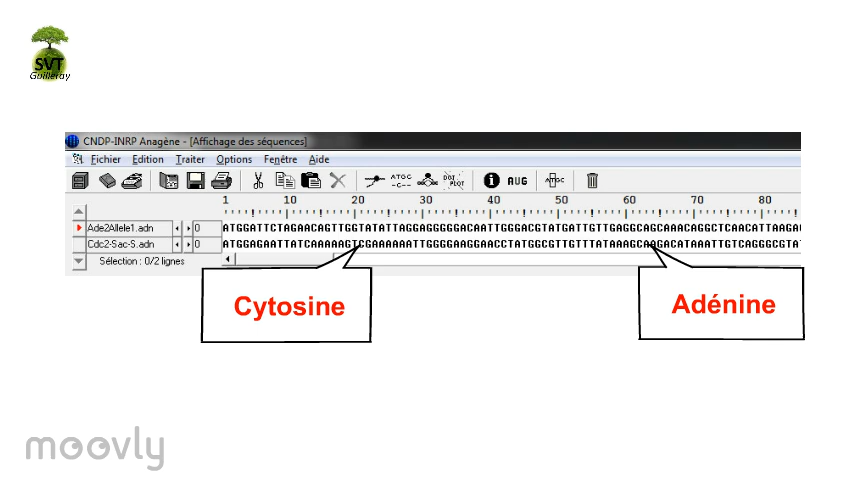 SVT
Guilleray
CNDP-INRP Anagène - [Affichage des séquences]
Fichier Edition Traiter Options Fenêtre Aide
ATGC
-C--
DOT
PLOT
AUG
1 10 20 30 40 50 60 70 80
Ade2Allele1.adn 0 ATGGATTCTAGAACAGTTGGTATATTAGGAGGGGGACAATTGGGACGTATGATTGTTGAGGCAGCAAACAGGCTCAACATTAAGA
Cdc2-Sac-S.adn 0 ATGGAGAATTATCAAAAAGTCGAAAAAATTGGGGAAGGAACCTATGGCGTTGTTTATAAAGCAAGACATAAATTGTCAGGGCGTA
Sélection : 0/2 lignes
Cytosine
Adénine
moovly